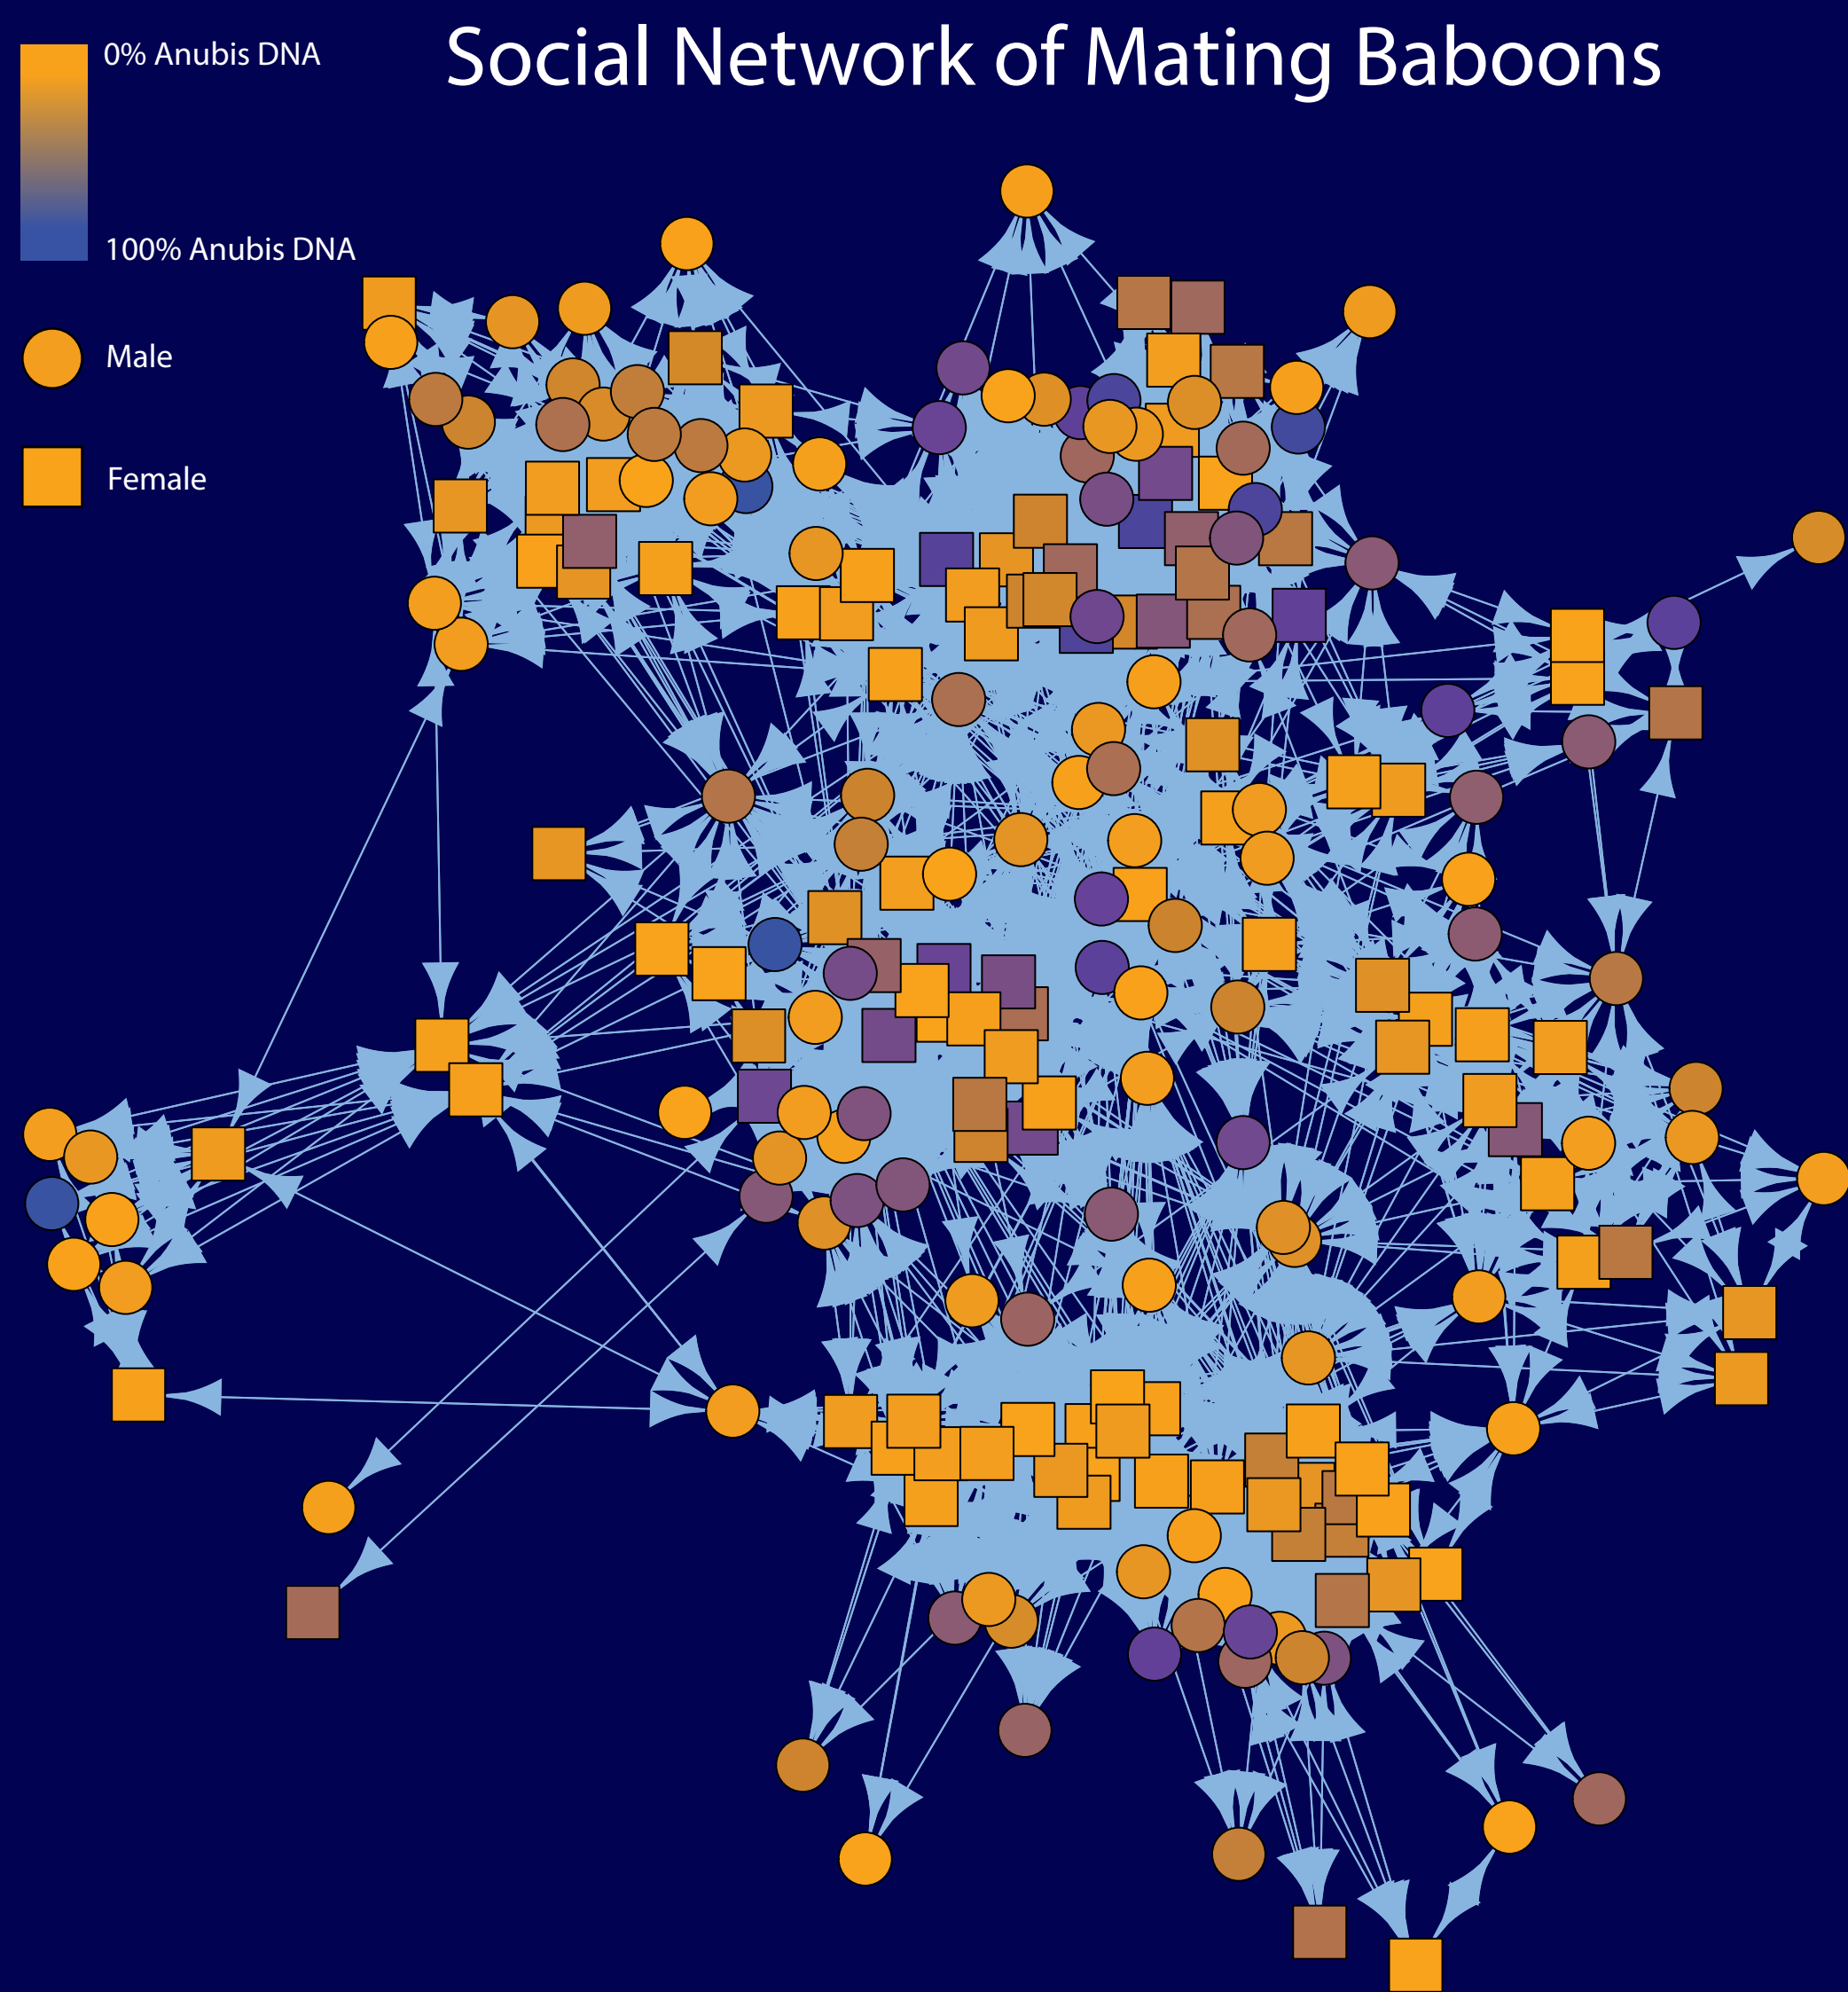 Social Network of Mating Baboons
0% Anubis DNA
100% Anubis DNA
Male
Female